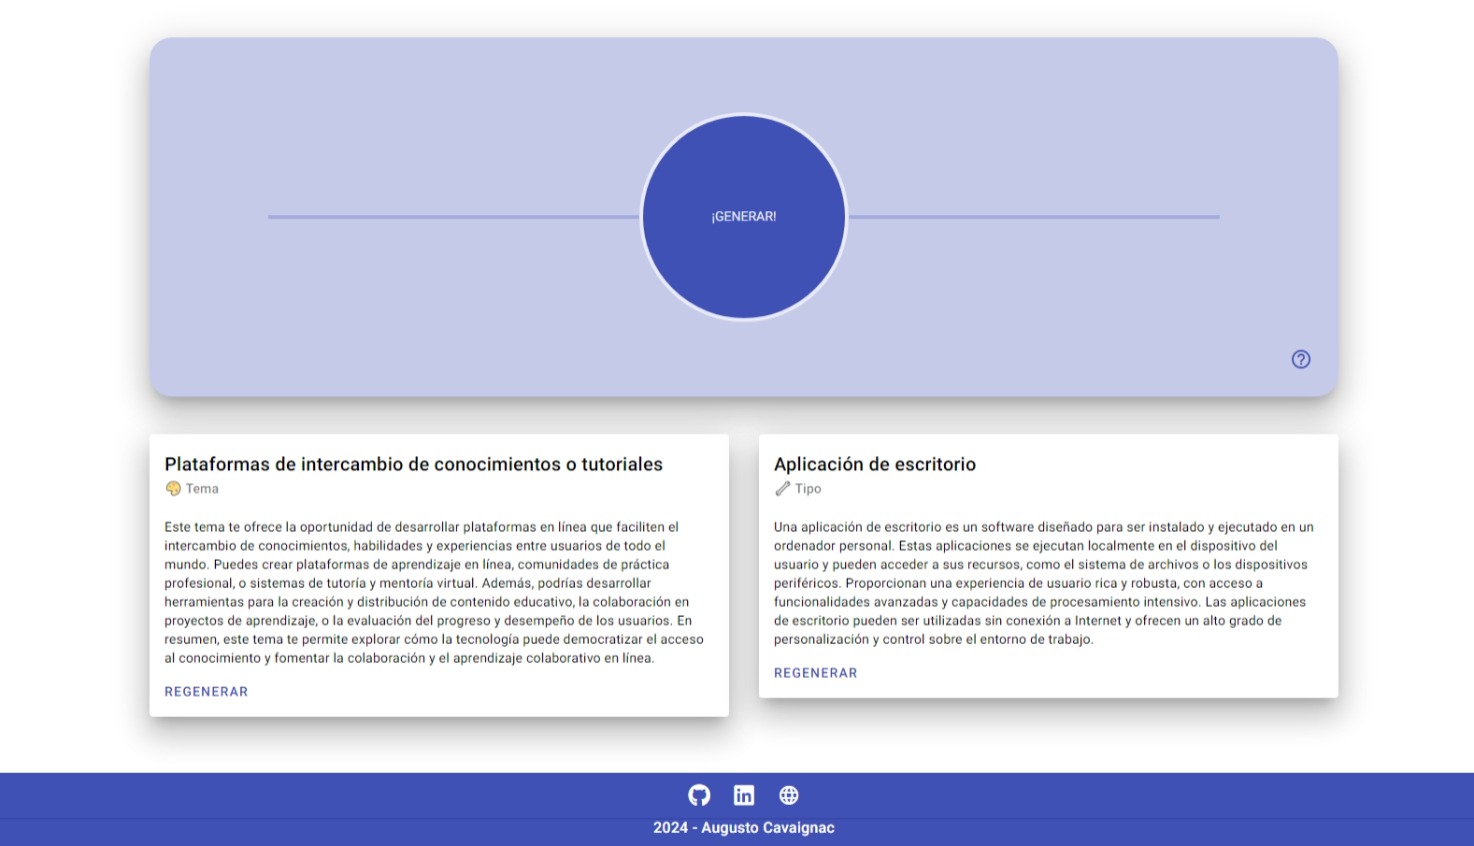 ¡GENERAR!
Plataformas de intercambio de conocimientos o tutoriales
Tema
Este tema te ofrece la oportunidad de desarrollar plataformas en línea que faciliten el
intercambio de conocimientos, habilidades y experiencias entre usuarios de todo el
mundo. Puedes crear plataformas de aprendizaje en línea, comunidades de práctica
profesional, o sistemas de tutoría y mentoría virtual. Además, podrías desarrollar
herramientas para la creación y distribución de contenido educativo, la colaboración en
proyectos de aprendizaje, o la evaluación del progreso y desempeño de los usuarios. En
resumen, este tema te permite explorar cómo la tecnología puede democratizar el acceso
al conocimiento y fomentar la colaboración y el aprendizaje colaborativo en línea.
REGENERAR
Aplicación de escritorio
Tipo
Una aplicación de escritorio es un software diseñado para ser instalado y ejecutado en un
ordenador personal. Estas aplicaciones se ejecutan localmente en el dispositivo del
usuario y pueden acceder a sus recursos, como el sistema de archivos o los dispositivos
periféricos. Proporcionan una experiencia de usuario rica y robusta, con acceso a
funcionalidades avanzadas y capacidades de procesamiento intensivo. Las aplicaciones
de escritorio pueden ser utilizadas sin conexión a Internet y ofrecen un alto grado de
personalización y control sobre el entorno de trabajo.
REGENERAR
2024 - Augusto Cavaignac